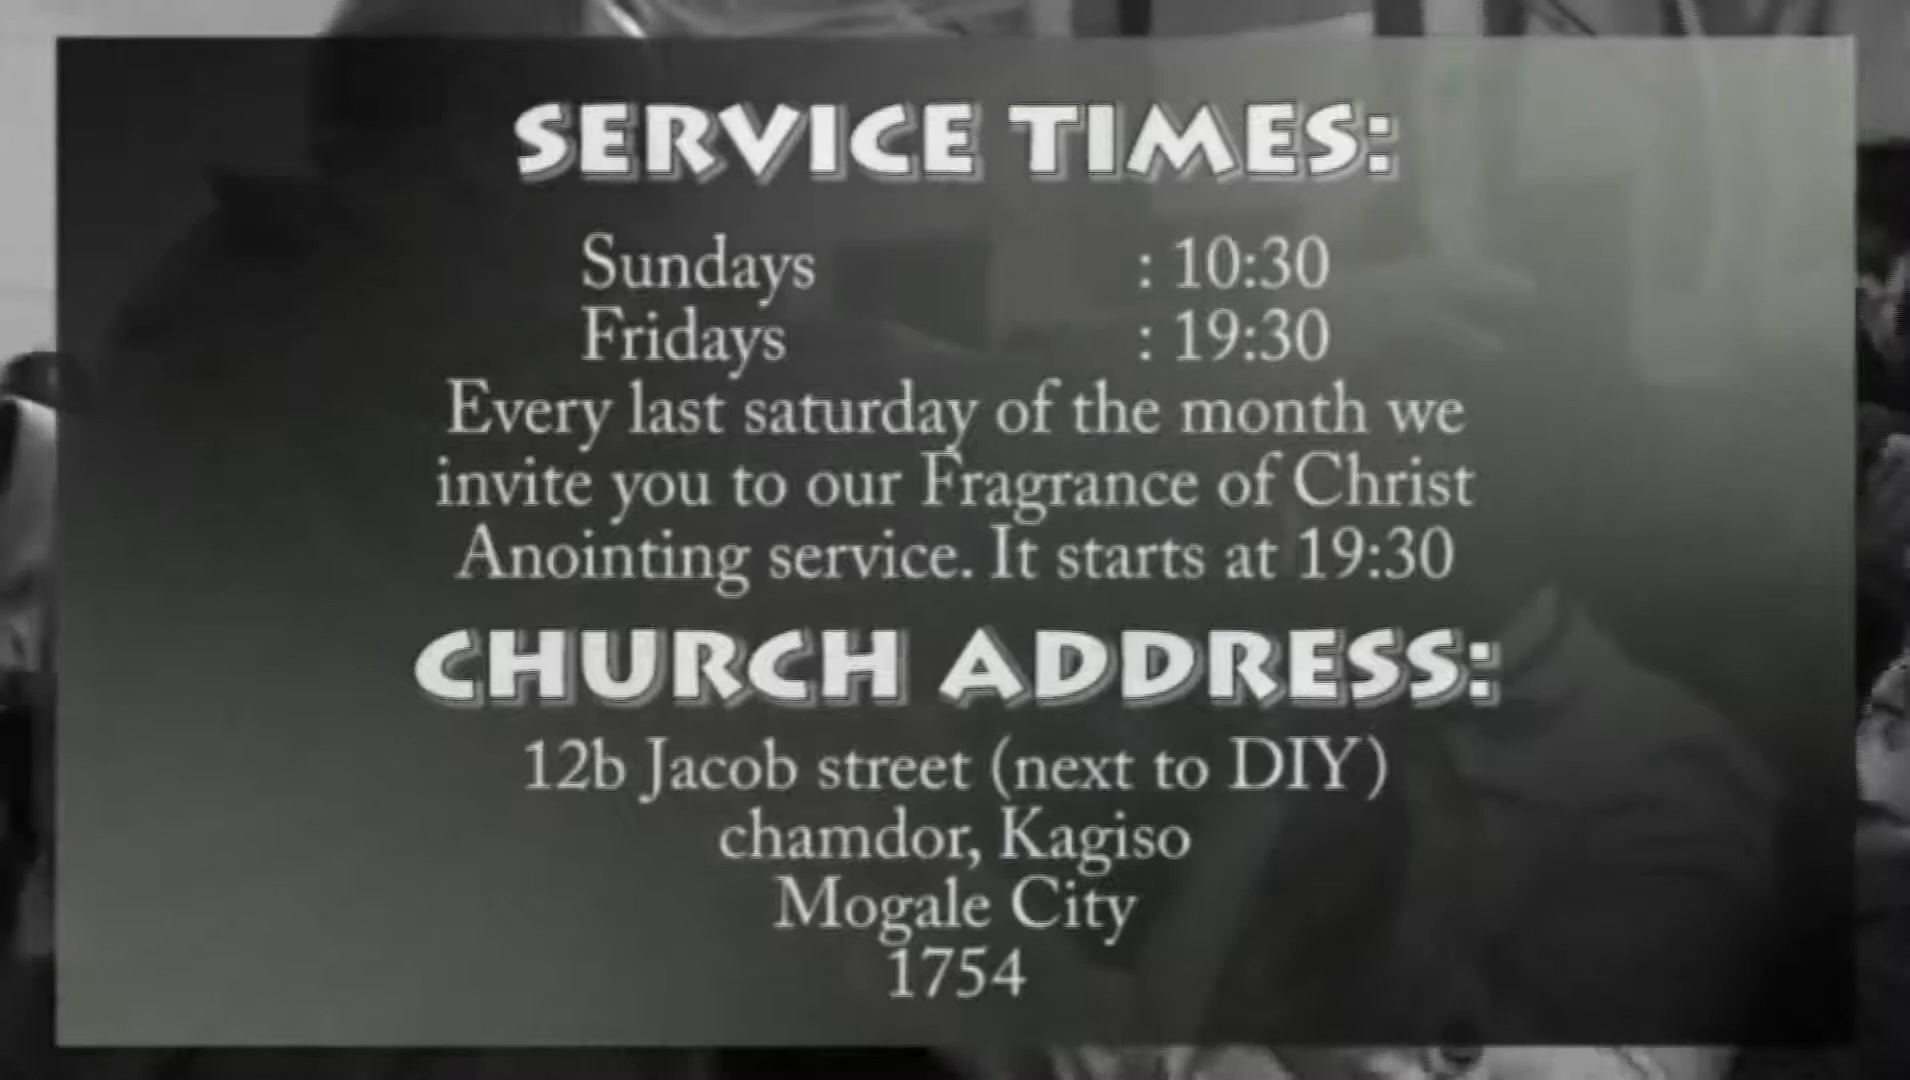 SERVICE TIMES:
Sundays : 10:30
Fridays : 19:30
Every last saturday of the month we
invite you to our Fragrance of Christ
Anointing service. It starts at 19:30
CHURCH ADDRESS:
12b Jacob street (next to DIY)
chamdor, Kagiso
Mogale City
1754